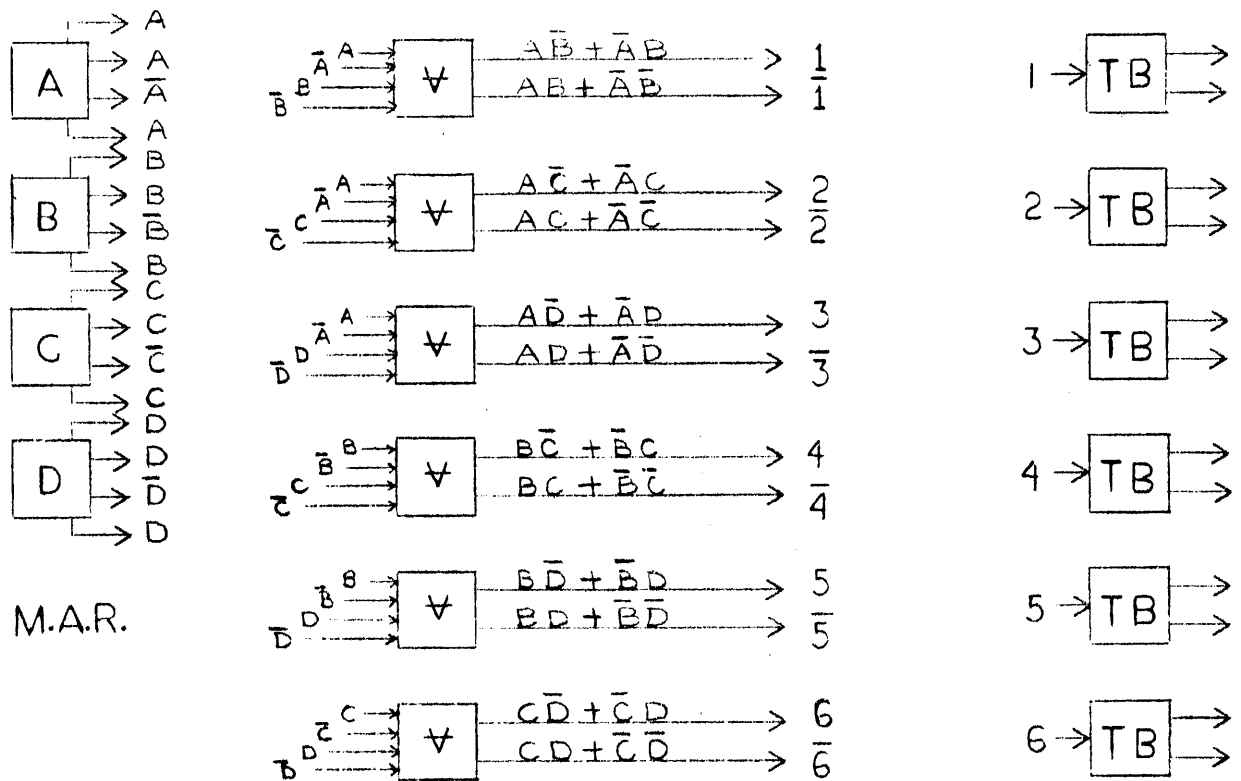 A
A
A
Ā
A
B
B
B
B̄
B
C
C
C
C̄
C
D
D
D
D̄
D
M.A.R.
A
Ā
B
B̄
∀
AB̄ + ĀB
1
AB + ĀB̄
1̄
A
Ā
C
C̄
∀
AC̄ + ĀC
2
AC + ĀC̄
2̄
A
Ā
D
D̄
∀
AD̄ + ĀD
3
AD + ĀD̄
3̄
B
B̄
C
C̄
∀
BC̄ + B̄C
4
BC + B̄C̄
4̄
B
B̄
D
D̄
∀
BD̄ + B̄D
5
BD + B̄D̄
5̄
C
C̄
D
∀
CD̄ + C̄D
6
CD + C̄D̄
6̄
1 TB
2 TB
3 TB
4 TB
5 TB
6 TB